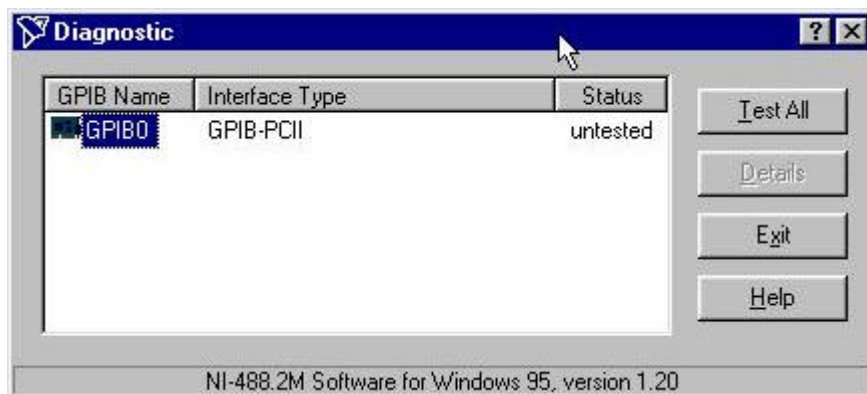 Diagnostic
GPIB Name Interface Type Status
GPIB0 GPIB-PCII untested
Test All
Details
Exit
Help
NI-488.2M Software for Windows 95, version 1.20